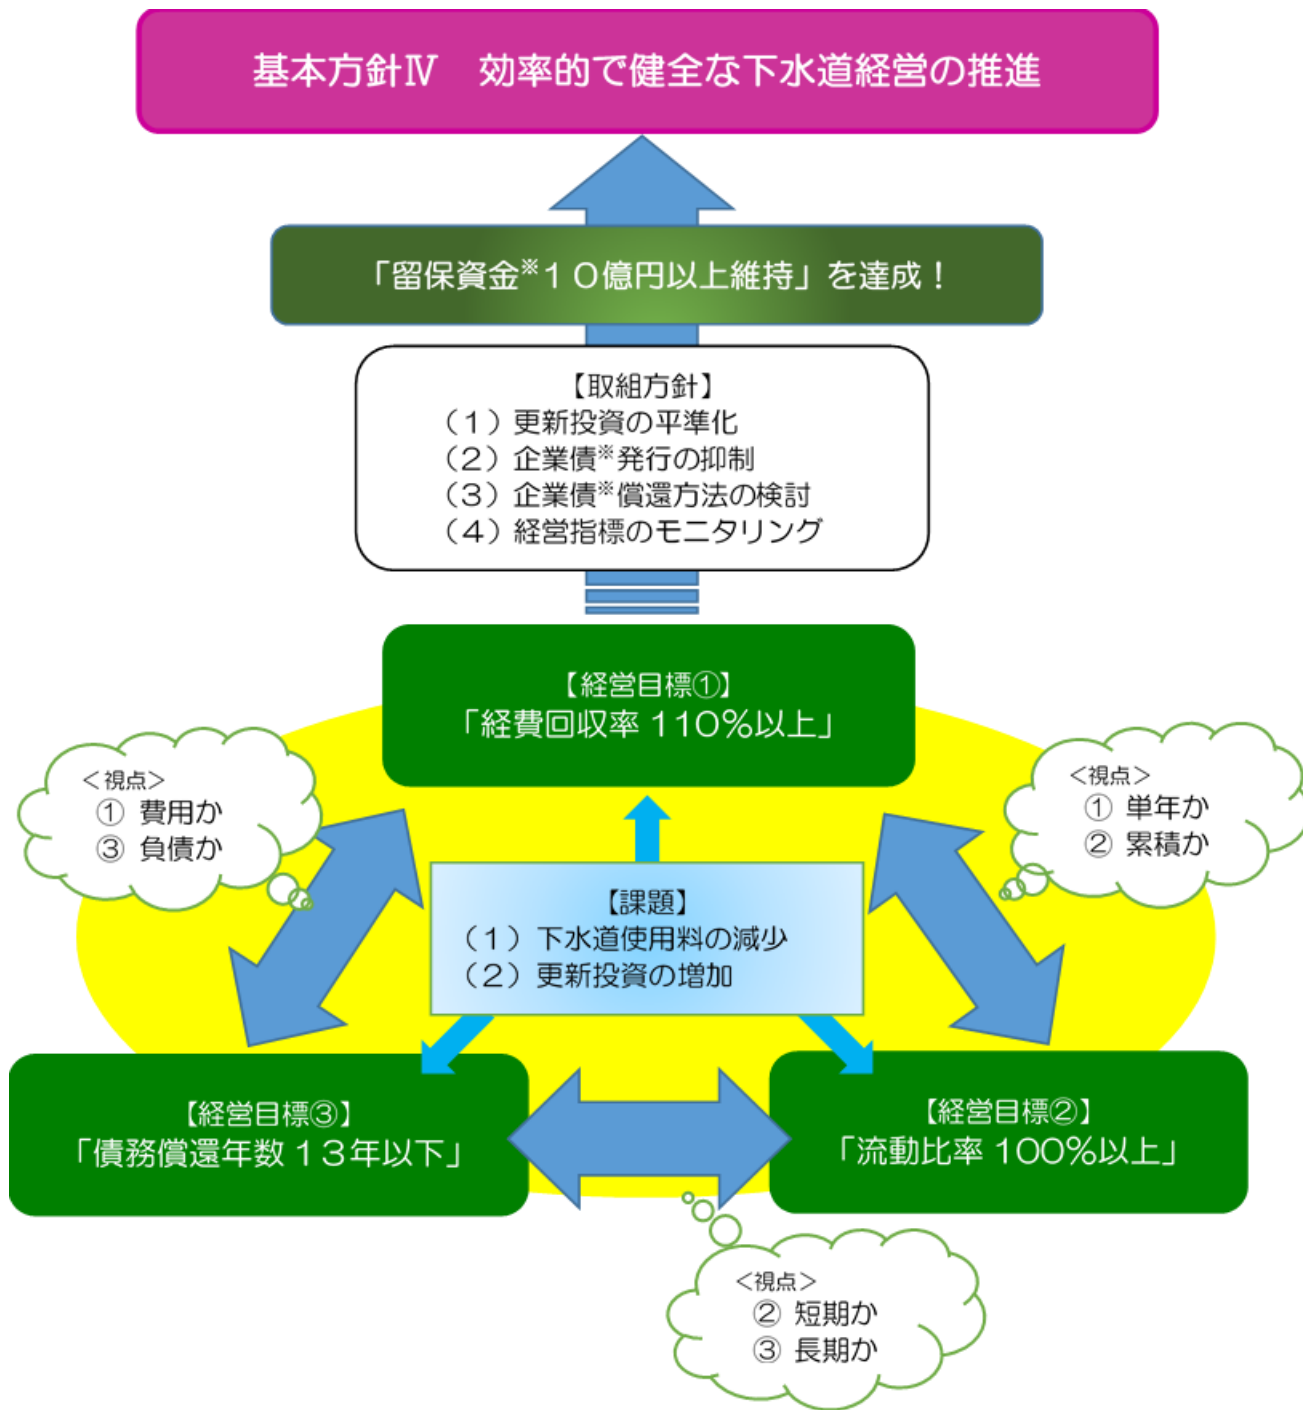 基本方針Ⅳ　効率的で健全な下水道経営の推進
「留保資金※１０億円以上維持」を達成！
【取組方針】
（１）更新投資の平準化
（２）企業債※発行の抑制
（３）企業債※償還方法の検討
（４）経営指標のモニタリング
【経営目標①】
「経費回収率 110％以上」
＜視点＞
① 費用か
③ 負債か
＜視点＞
① 単年か
② 累積か
【課題】
（１）下水道使用料の減少
（２）更新投資の増加
【経営目標③】
「債務償還年数１３年以下」
【経営目標②】
「流動比率 100％以上」
＜視点＞
② 短期か
③ 長期か